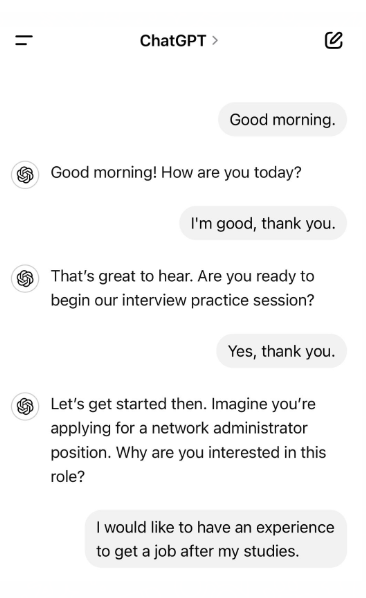 ChatGPT >
Good morning.
Good morning! How are you today?
I'm good, thank you.
That’s great to hear. Are you ready to
begin our interview practice session?
Yes, thank you.
Let’s get started then. Imagine you’re
applying for a network administrator
position. Why are you interested in this
role?
I would like to have an experience
to get a job after my studies.